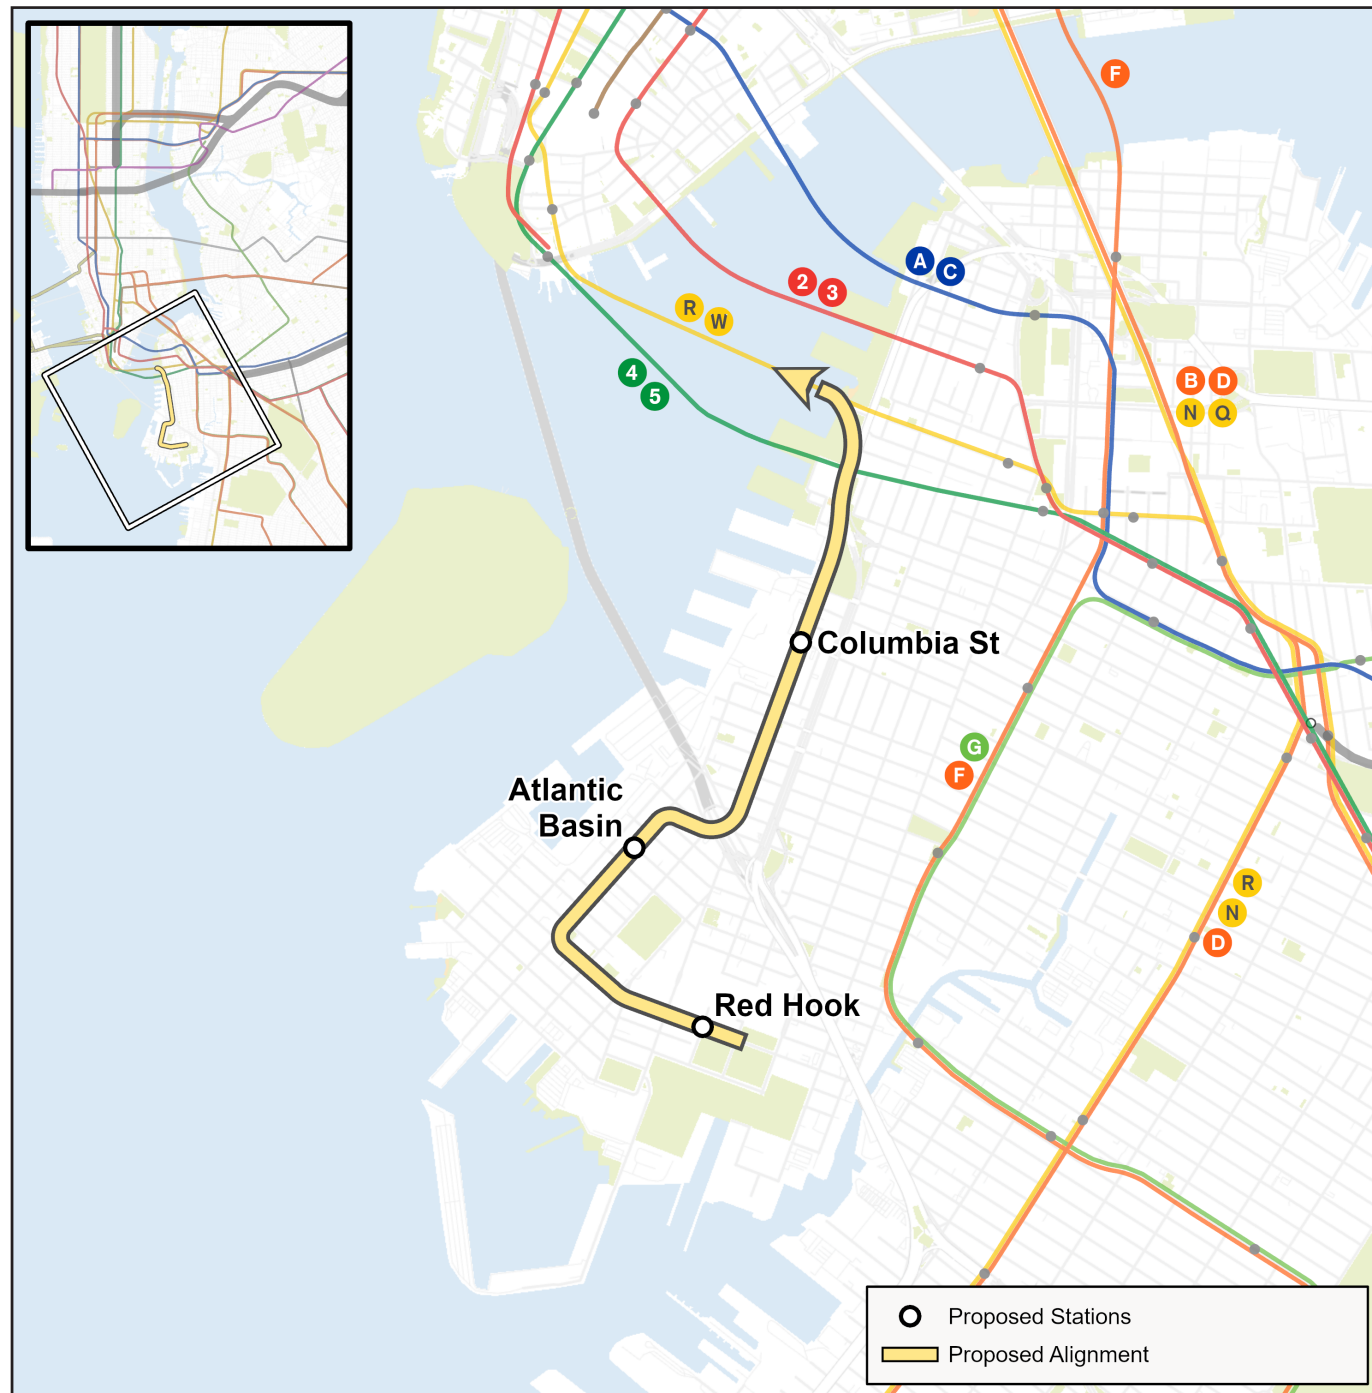 F
A C
2 3
R W
4
5
B D
N Q
Columbia St
G
F
Atlantic
Basin
R
N
D
Red Hook
Proposed Stations
Proposed Alignment